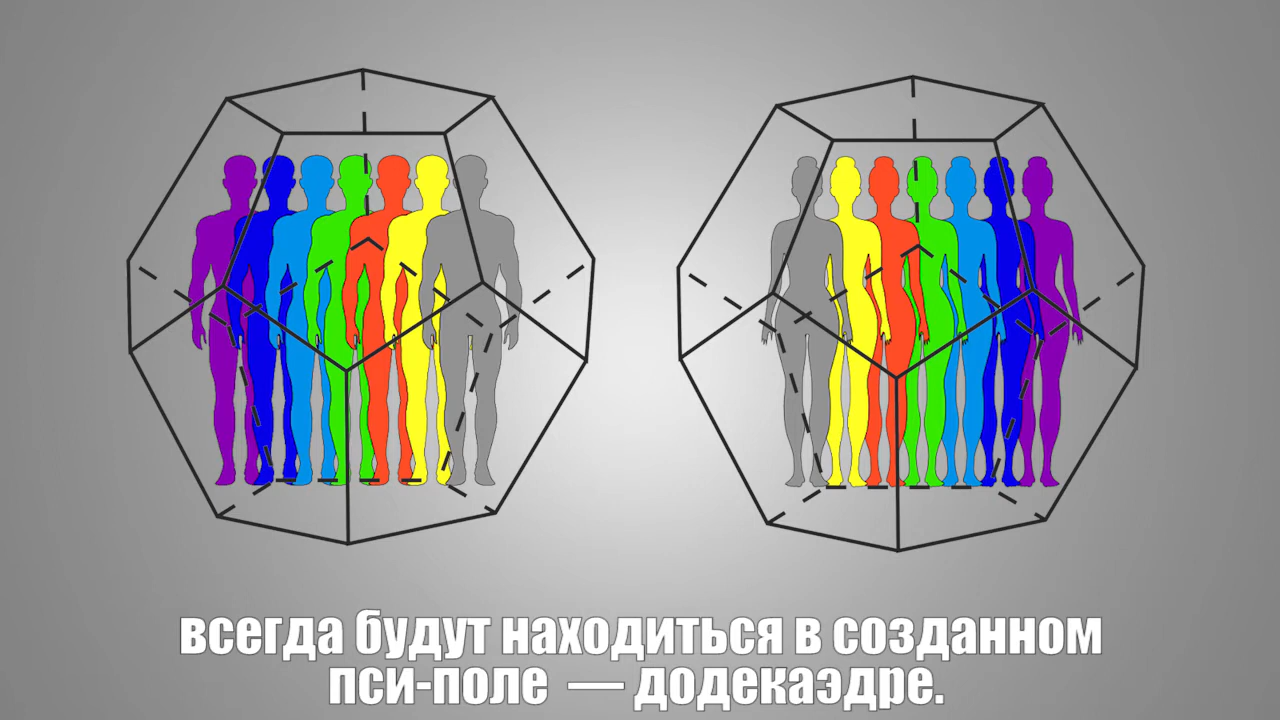 всегда будут находиться в созданном
пси-поле — додекаэдре.